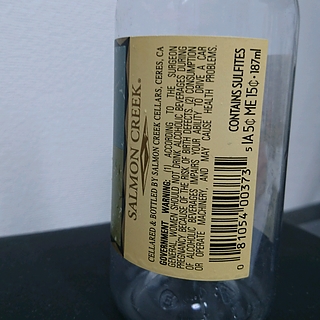 SALMON CREEK®
CELLARED & BOTTLED BY SALMON CREEK CELLARS, CERES, CA
GOVERNMENT WARNING: (1) ACCORDING TO THE SURGEON
GENERAL, WOMEN SHOULD NOT DRINK ALCOHOLIC BEVERAGES DURING
PREGNANCY BECAUSE OF THE RISK OF BIRTH DEFECTS. (2) CONSUMPTION
OF ALCOHOLIC BEVERAGES IMPAIRS YOUR ABILITY TO DRIVE A CAR
OR OPERATE MACHINERY, AND MAY CAUSE HEALTH PROBLEMS.
CONTAINS SULFITES
IA 5¢ ME 15¢ • 187ml
0 81054 00373 5